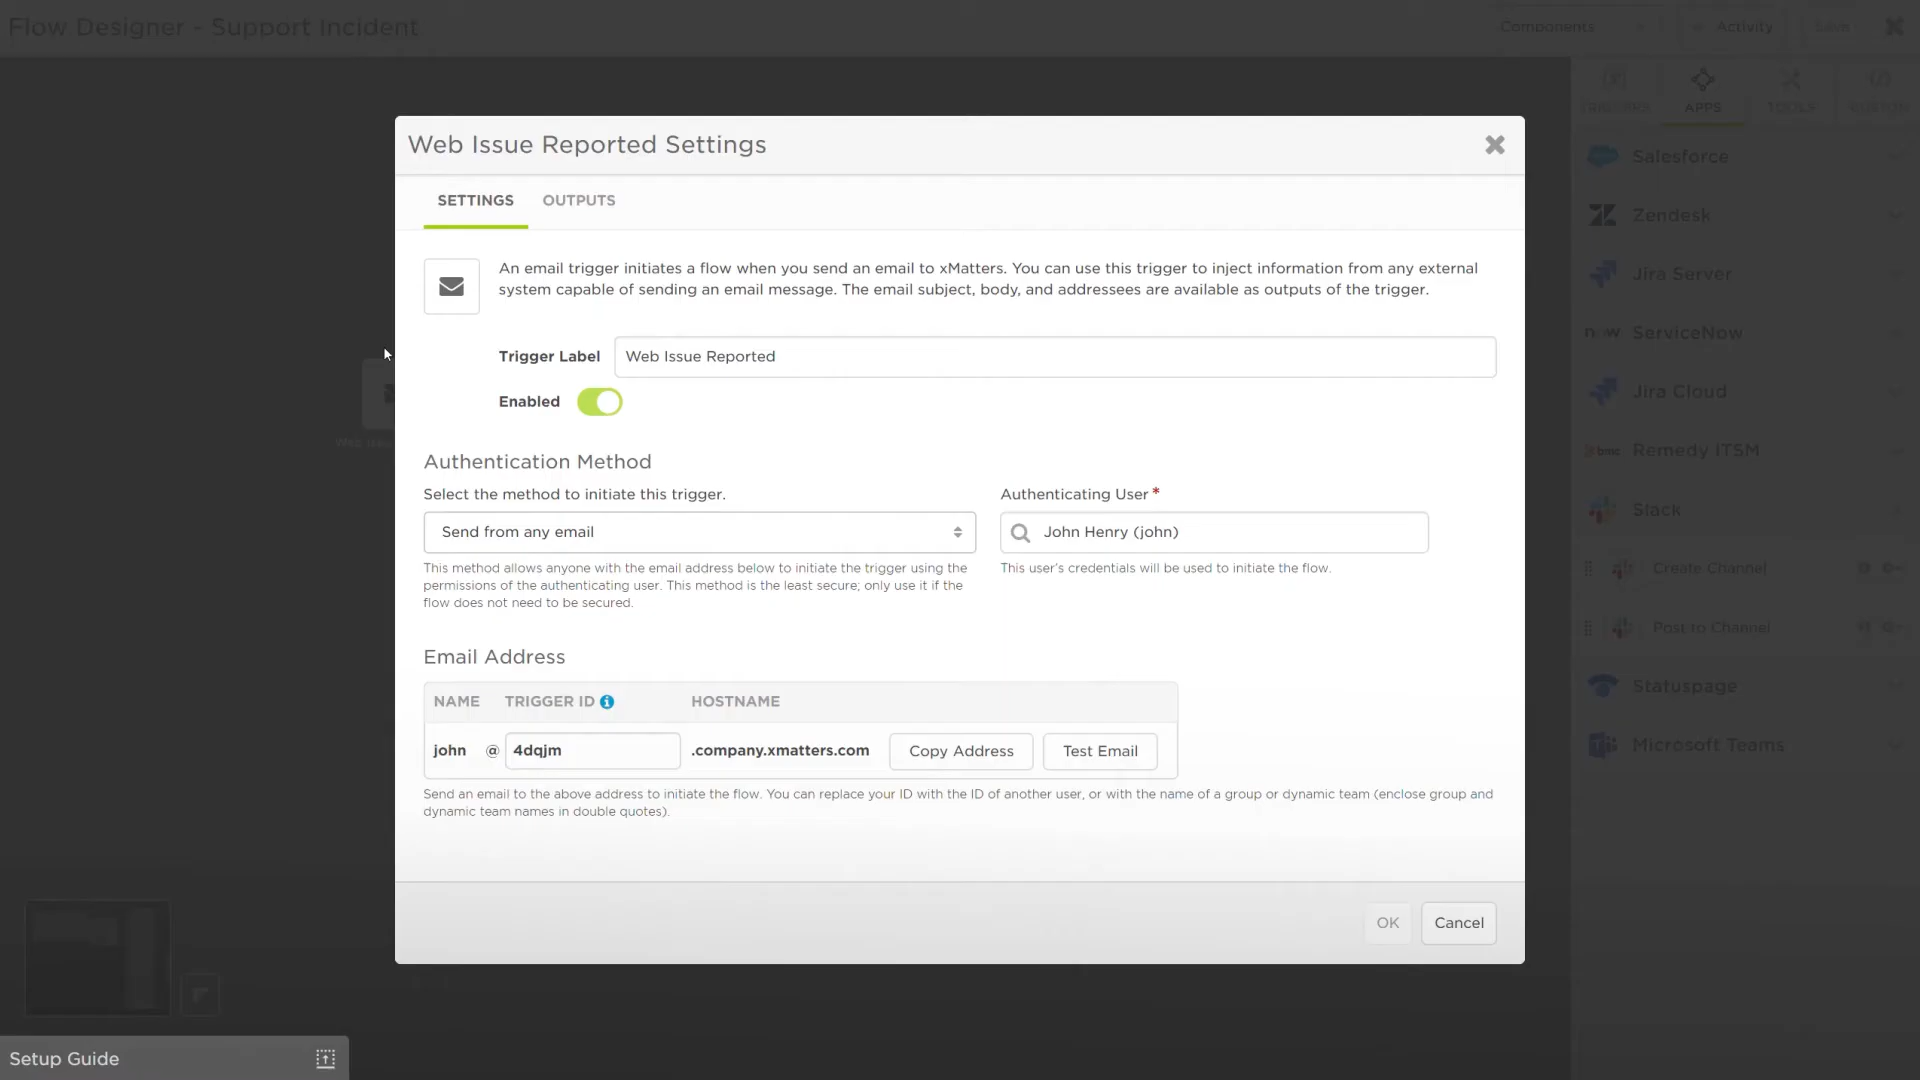 Flow Designer - Support Incident
Components
Activity
Save
TRIGGERS
APPS
TOOLS
CUSTOM
Web Issue Reported Settings
SETTINGS
OUTPUTS
An email trigger initiates a flow when you send an email to xMatters. You can use this trigger to inject information from any external
system capable of sending an email message. The email subject, body, and addressees are available as outputs of the trigger.
Trigger Label
Web Issue Reported
Enabled
Authentication Method
Select the method to initiate this trigger.
Send from any email
This method allows anyone with the email address below to initiate the trigger using the
permissions of the authenticating user. This method is the least secure; only use it if the
flow does not need to be secured.
Authenticating User *
John Henry (john)
This user's credentials will be used to initiate the flow.
Email Address
NAME TRIGGER ID HOSTNAME
john @ 4dqjm .company.xmatters.com Copy Address Test Email
Send an email to the above address to initiate the flow. You can replace your ID with the ID of another user, or with the name of a group or dynamic team (enclose group and
dynamic team names in double quotes).
OK
Cancel
Salesforce
Zendesk
Jira Server
now ServiceNow
Jira Cloud
bmc Remedy ITSM
Slack
Create Channel
Post to Channel
Statuspage
Microsoft Teams
Setup Guide